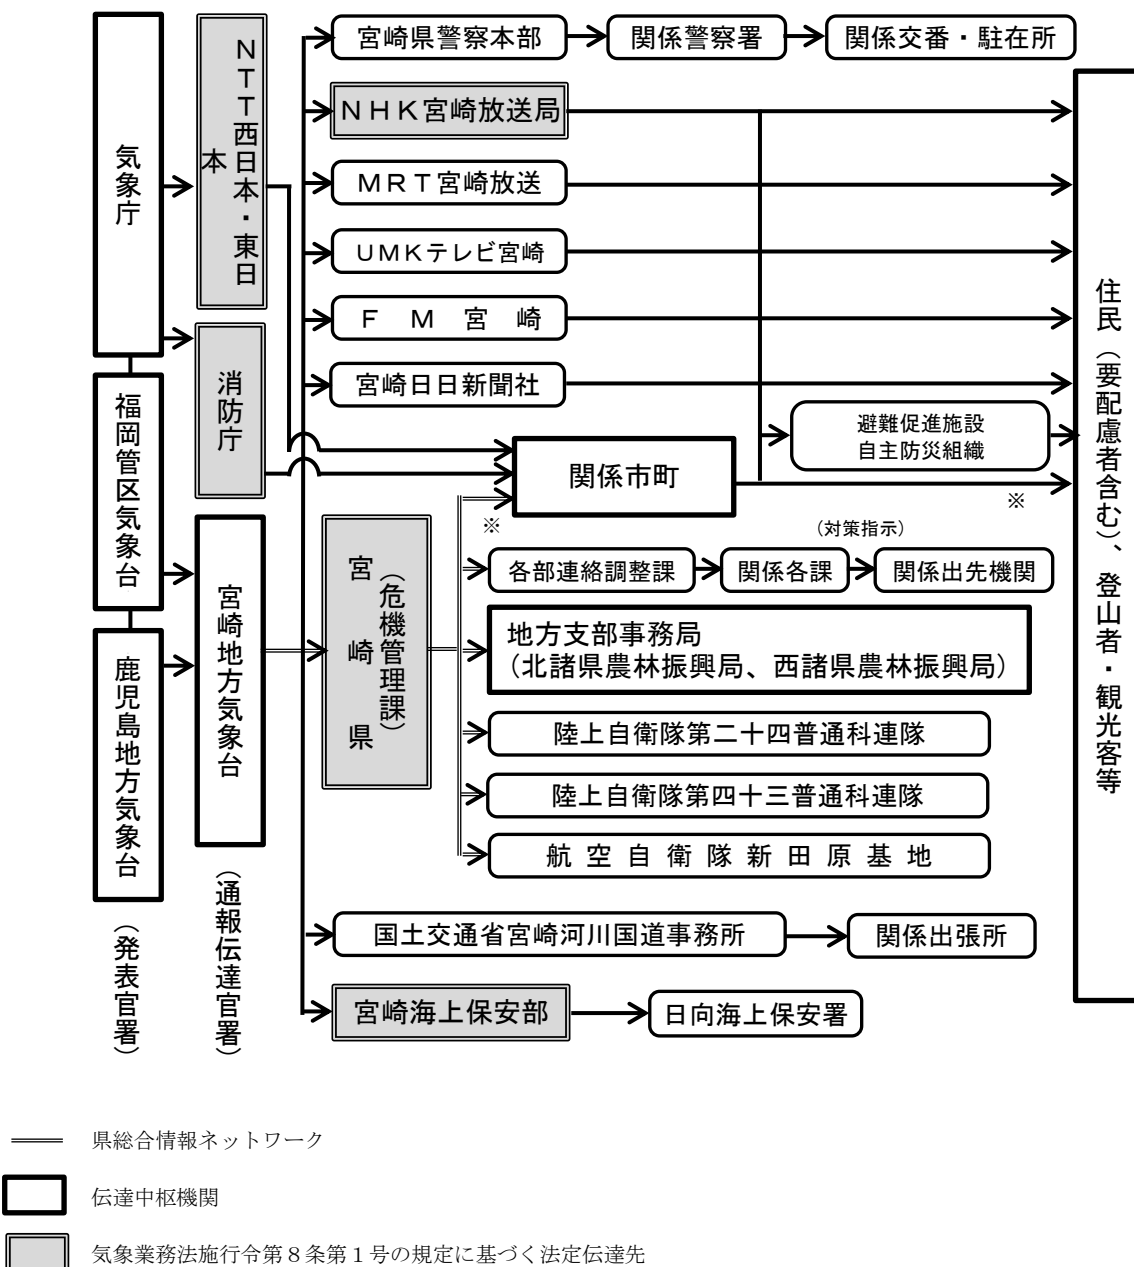 気象庁
福岡管区気象台
鹿児島地方気象台
（発表官署）
ＮＴＴ西日本・東日本
消防庁
宮崎地方気象台
（通報伝達官署）
宮崎県警察本部
関係警察署
関係交番・駐在所
ＮＨＫ宮崎放送局
ＭＲＴ宮崎放送
ＵＭＫテレビ宮崎
ＦＭ宮崎
宮崎日日新聞社
避難促進施設
自主防災組織
関係市町
※
※
（対策指示）
宮崎県
（危機管理課）
各部連絡調整課
関係各課
関係出先機関
地方支部事務局
（北諸県農林振興局、西諸県農林振興局）
陸上自衛隊第二十四普通科連隊
陸上自衛隊第四十三普通科連隊
航空自衛隊新田原基地
国土交通省宮崎河川国道事務所
関係出張所
宮崎海上保安部
日向海上保安署
住民（要配慮者含む）、登山者・観光客等
県総合情報ネットワーク
伝達中枢機関
気象業務法施行令第８条第１号の規定に基づく法定伝達先